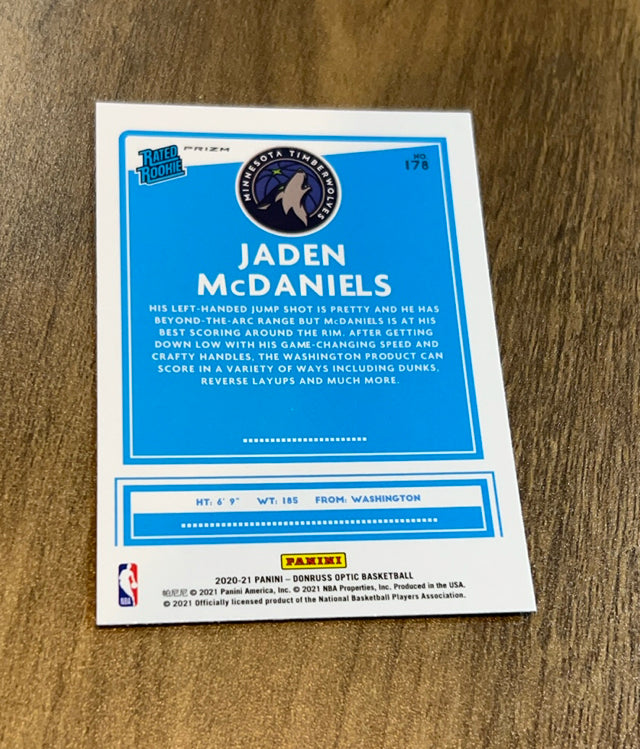 RATED
ROOKIE
PRIZM
MINNESOTA TIMBERWOLVES
NO.
178
JADEN
McDANIELS
HIS LEFT-HANDED JUMP SHOT IS PRETTY AND HE HAS
BEYOND-THE-ARC RANGE BUT McDANIELS IS AT HIS
BEST SCORING AROUND THE RIM. AFTER GETTING
DOWN LOW WITH HIS GAME-CHANGING SPEED AND
CRAFTY HANDLES, THE WASHINGTON PRODUCT CAN
SCORE IN A VARIETY OF WAYS INCLUDING DUNKS,
REVERSE LAYUPS AND MUCH MORE.
HT: 6' 9" WT: 185 FROM: WASHINGTON
PANINI
2020-21 PANINI – DONRUSS OPTIC BASKETBALL
帕尼尼 © 2021 Panini America, Inc. © 2021 NBA Properties, Inc. Produced in the USA.
© 2021 Officially licensed product of the National Basketball Players Association.
NBA